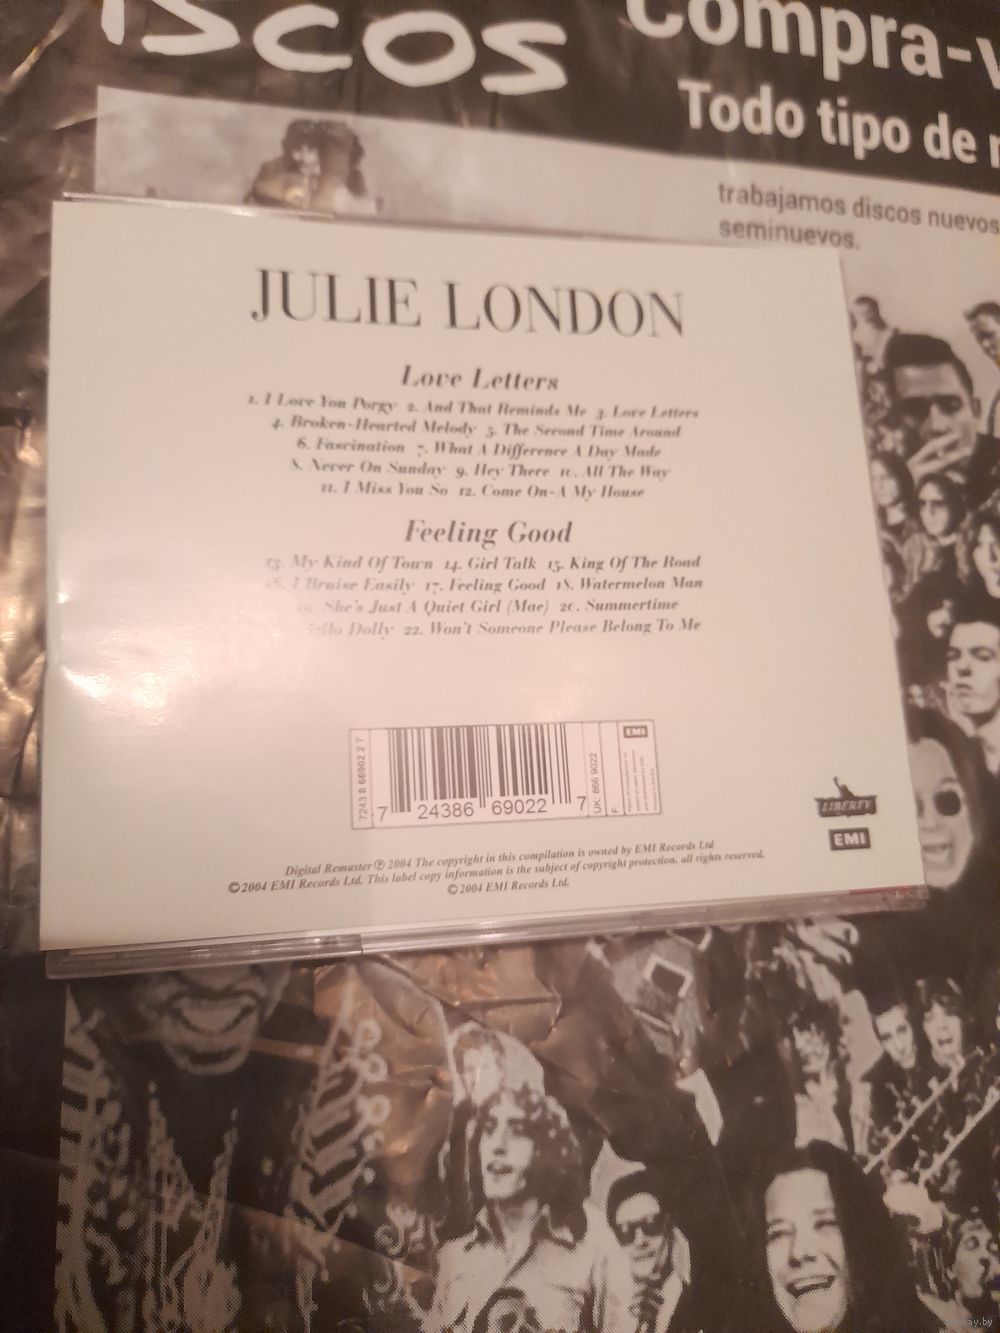 ISCOS
Compra-v
Todo tipo de
trabajamos discos nuevos
seminuevos.
JULIE LONDON
Love Letters
1. I Love You Porgy 2. And That Reminds Me 3. Love Letters
4. Broken-Hearted Melody 5. The Second Time Around
6. Fascination 7. What A Difference A Day Made
8. Never On Sunday 9. Hey There 10. All The Way
11. I Miss You So 12. Come On-A My House
Feeling Good
13. My Kind Of Town 14. Girl Talk 15. King Of The Road
16. I Bruise Easily 17. Feeling Good 18. Watermelon Man
19. She's Just A Quiet Girl (Mae) 20. Summertime
Dolly 22. Won't Someone Please Belong To Me
7243 8 66902 2 7
7 24386 69022 7
UK: 866 9022
F
EMI
LIBERTY
EMI
Digital Remaster ℗ 2004 The copyright in this compilation is owned by EMI Records Ltd
©2004 EMI Records Ltd. This label copy information is the subject of copyright protection. all rights reserved.
©2004 EMI Records Ltd.